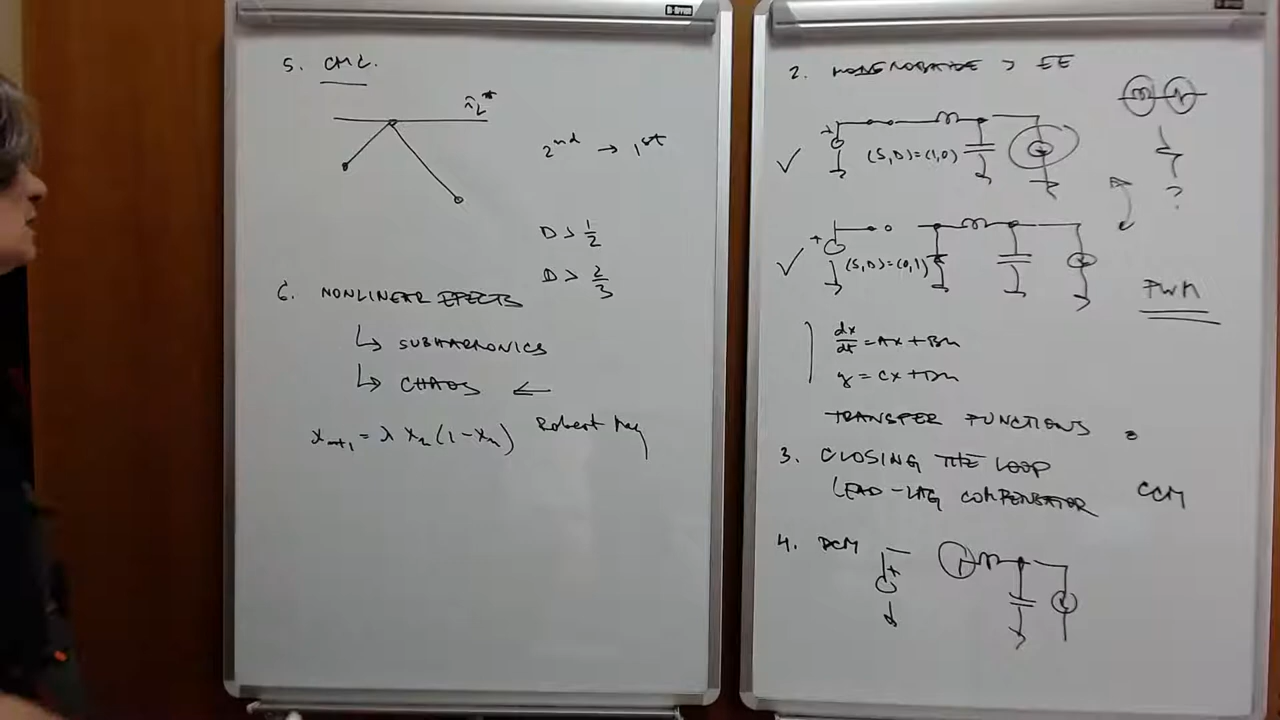 5. CMC.
îL*
2nd → 1st
D > 1/2
D > 2/3
6. NONLINEAR EFFECTS
↳ SUBHARMONICS
↳ CHAOS ←
xn+1 = λ xn (1 - xn) Robert May
2. > EE
(S,D)=(1,0)
?
(S,D)=(0,1)
PWM
dx/dt = Ax + Bu
y = Cx + Du
TRANSFER FUNCTIONS
3. CLOSING THE LOOP
LEAD-LAG COMPENSATOR CCM
4. DCM